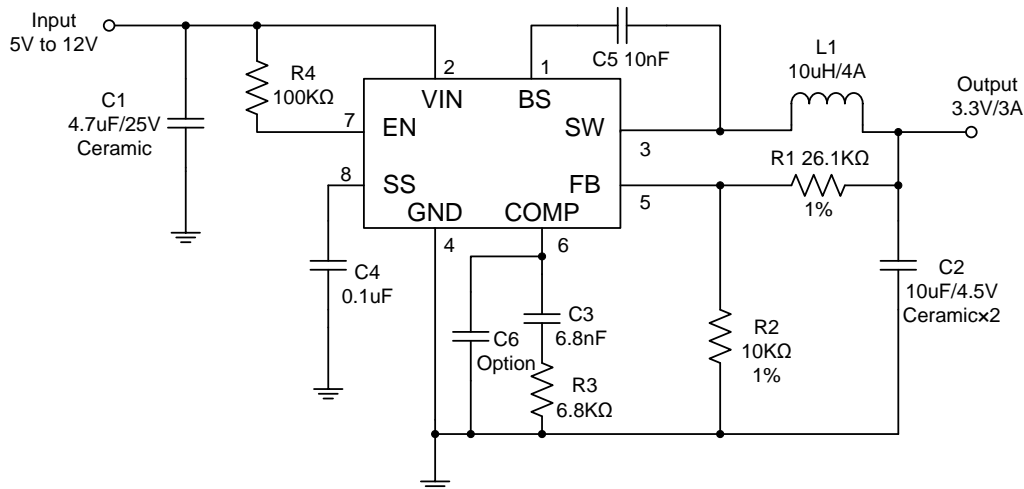 Input
5V to 12V
C1
4.7uF/25V
Ceramic
R4
100KΩ
7
8
C4
0.1uF
2
1
VIN
BS
EN
SW
SS
FB
GND
COMP
4
6
3
5
C5 10nF
L1
10uH/4A
Output
3.3V/3A
R1 26.1KΩ
1%
C2
10uF/4.5V
Ceramic×2
R2
10KΩ
1%
C3
6.8nF
C6
Option
R3
6.8KΩ